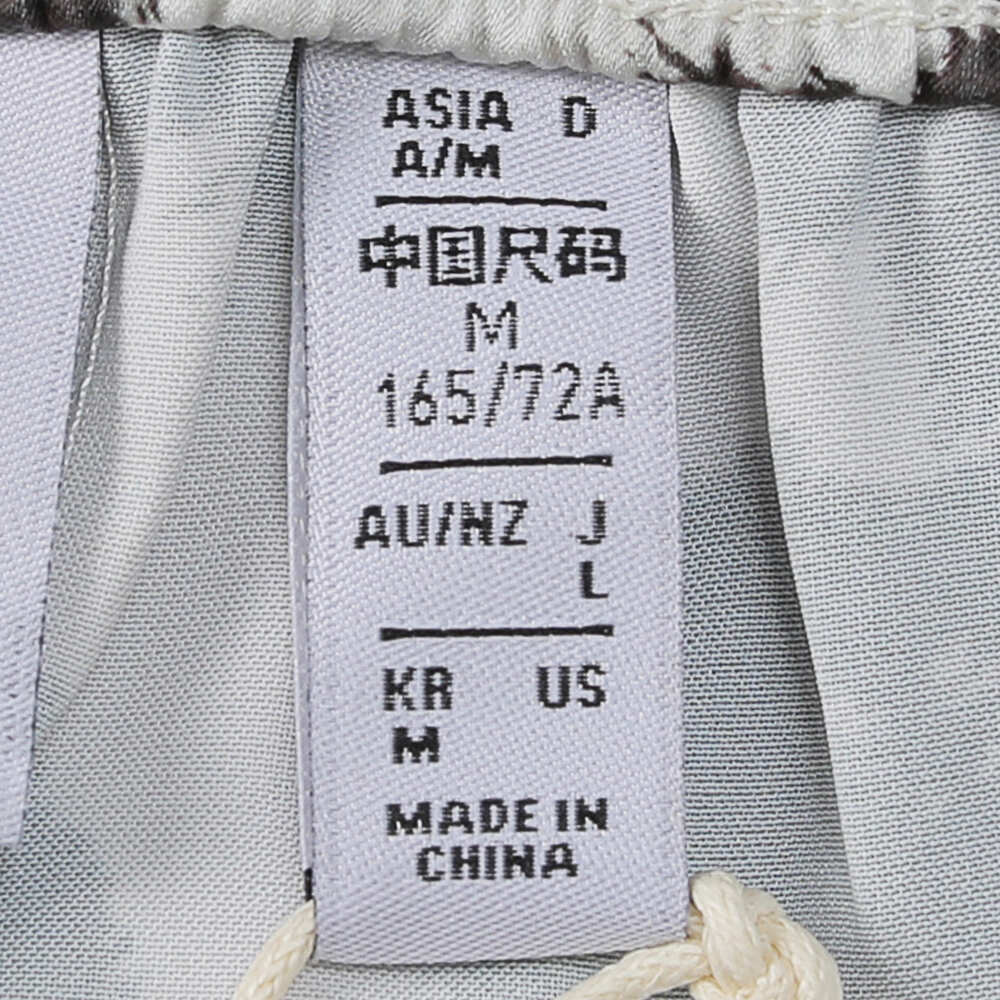 ASIA D
A/M
中国尺码
M
165/72A
AU/NZ J
L
KR US
M
MADE IN
CHINA